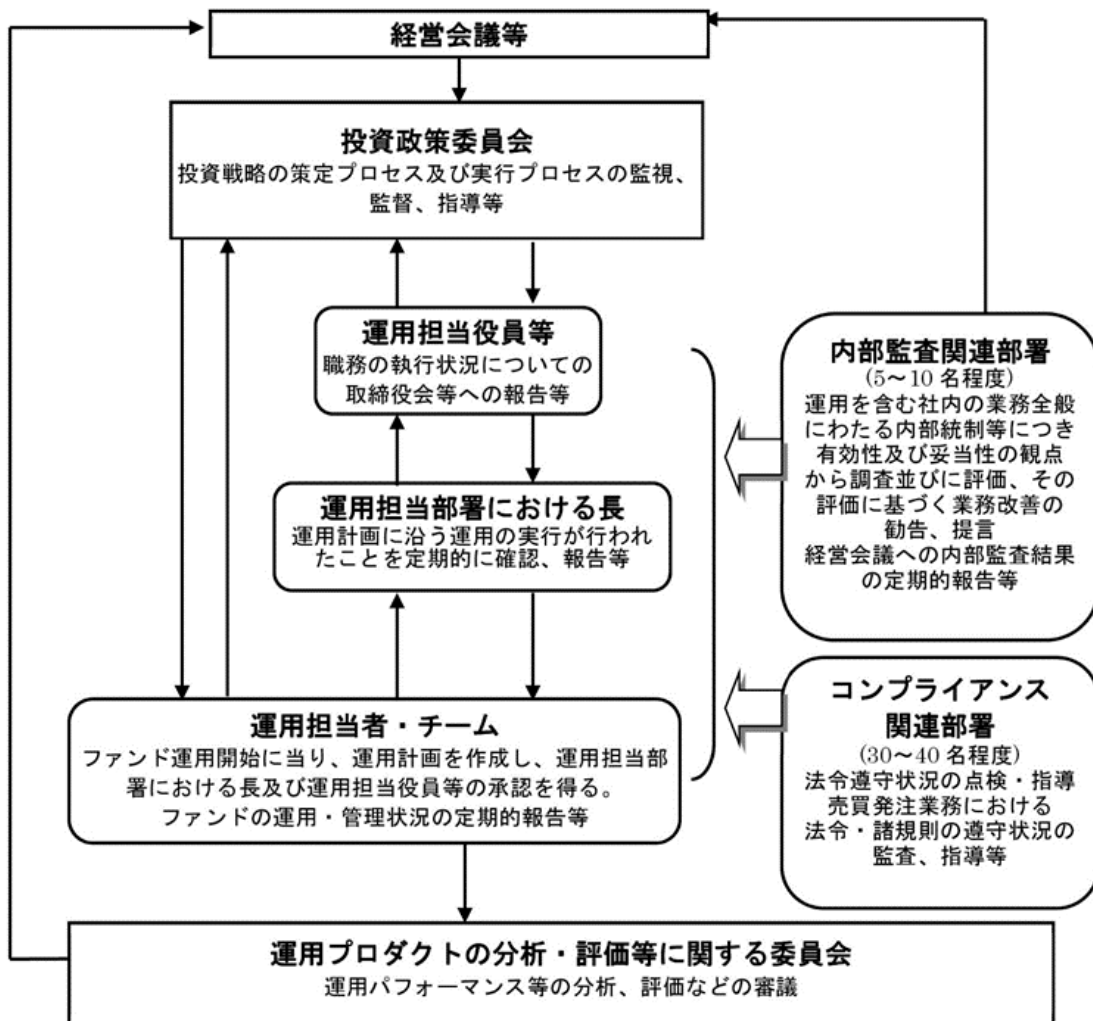 経営会議等
投資政策委員会
投資戦略の策定プロセス及び実行プロセスの監視、
監督、指導等
運用担当役員等
職務の執行状況についての
取締役会等への報告等
運用担当部署における長
運用計画に沿う運用の実行が行われ
たことを定期的に確認、報告等
運用担当者・チーム
ファンド運用開始に当り、運用計画を作成し、運用担当部
署における長及び運用担当役員等の承認を得る。
ファンドの運用・管理状況の定期的報告等
内部監査関連部署
(5～10 名程度)
運用を含む社内の業務全般
にわたる内部統制等につき
有効性及び妥当性の観点
から調査並びに評価、その
評価に基づく業務改善の
勧告、提言
経営会議への内部監査結果
の定期的報告等
コンプライアンス
関連部署
(30～40 名程度)
法令遵守状況の点検・指導
売買発注業務における
法令・諸規則の遵守状況の
監査、指導等
運用プロダクトの分析・評価等に関する委員会
運用パフォーマンス等の分析、評価などの審議